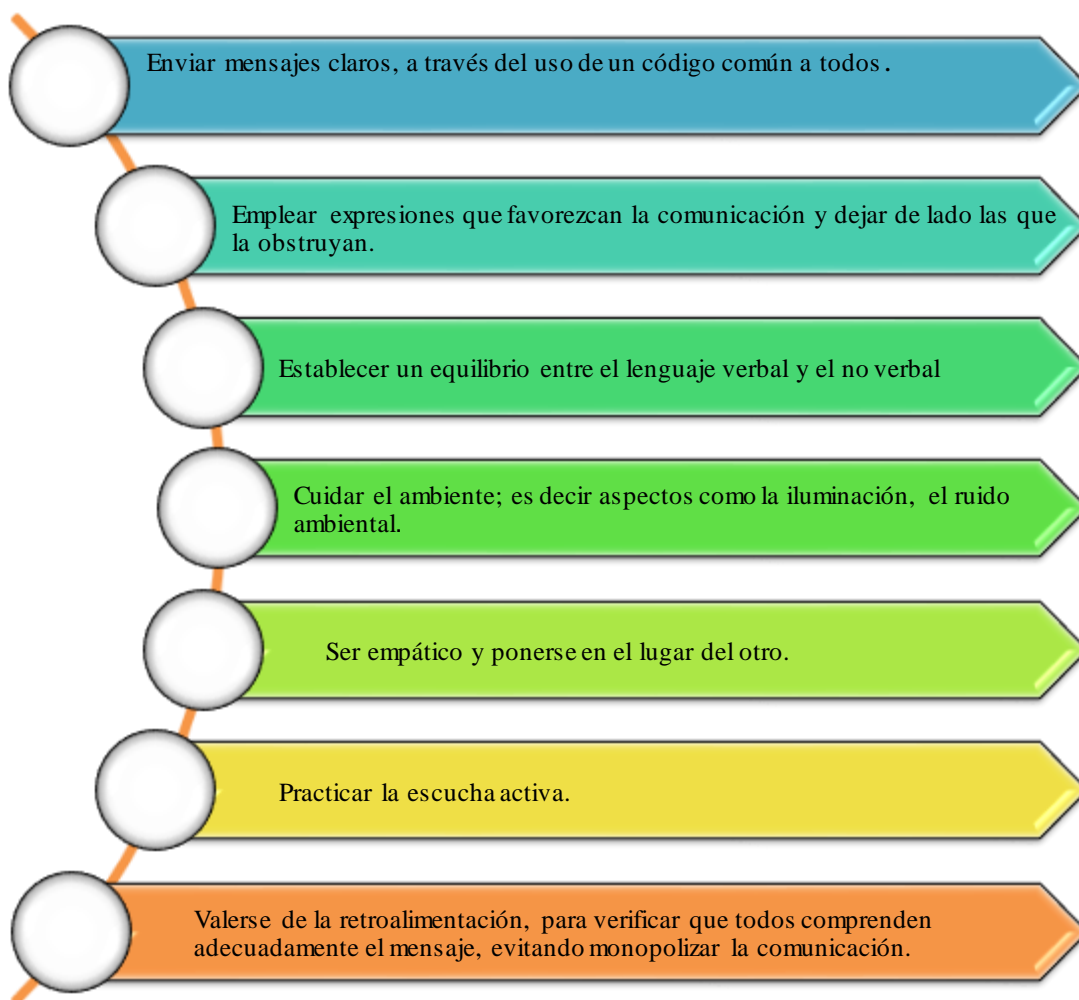 Enviar mensajes claros, a través del uso de un código común a todos.
Emplear expresiones que favorezcan la comunicación y dejar de lado las que
la obstruyan.
Establecer un equilibrio entre el lenguaje verbal y el no verbal
Cuidar el ambiente; es decir aspectos como la iluminación, el ruido
ambiental.
Ser empático y ponerse en el lugar del otro.
Practicar la escucha activa.
Valerse de la retroalimentación, para verificar que todos comprenden
adecuadamente el mensaje, evitando monopolizar la comunicación.